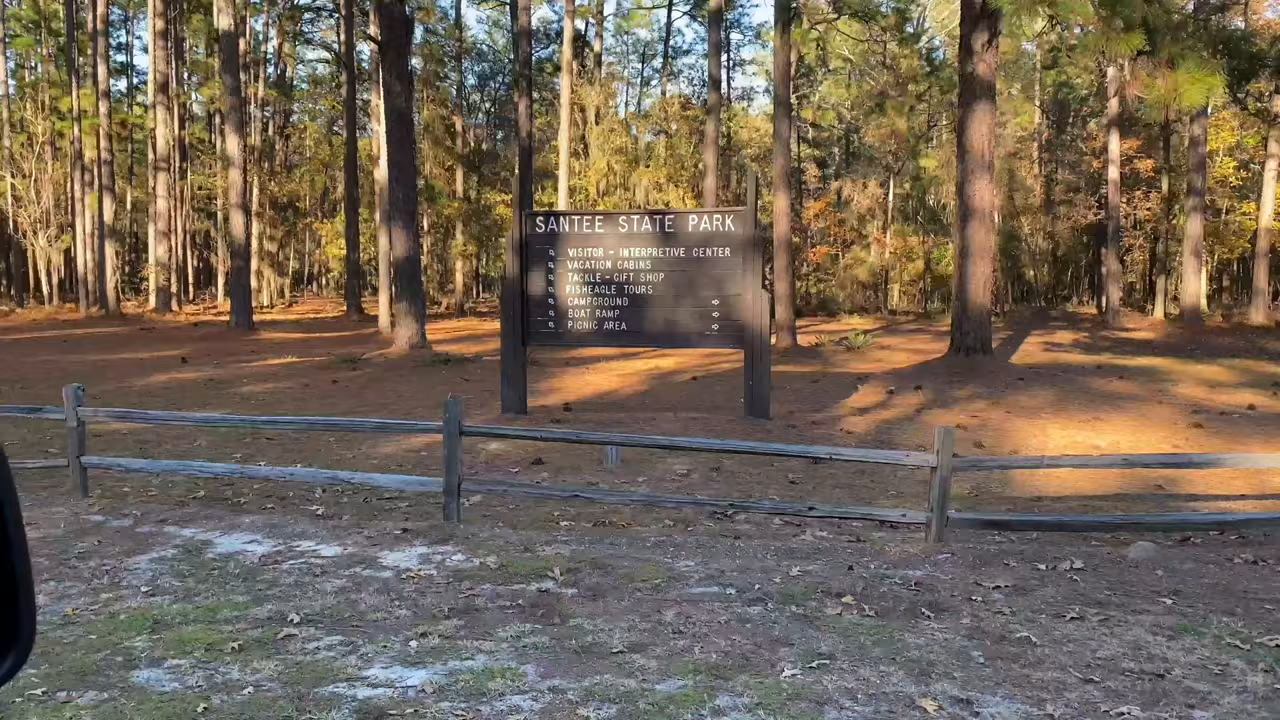 SANTEE STATE PARK
VISITOR - INTERPRETIVE CENTER
VACATION CABINS
TACKLE - GIFT SHOP
FISHEAGLE TOURS
CAMPGROUND
BOAT RAMP
PICNIC AREA